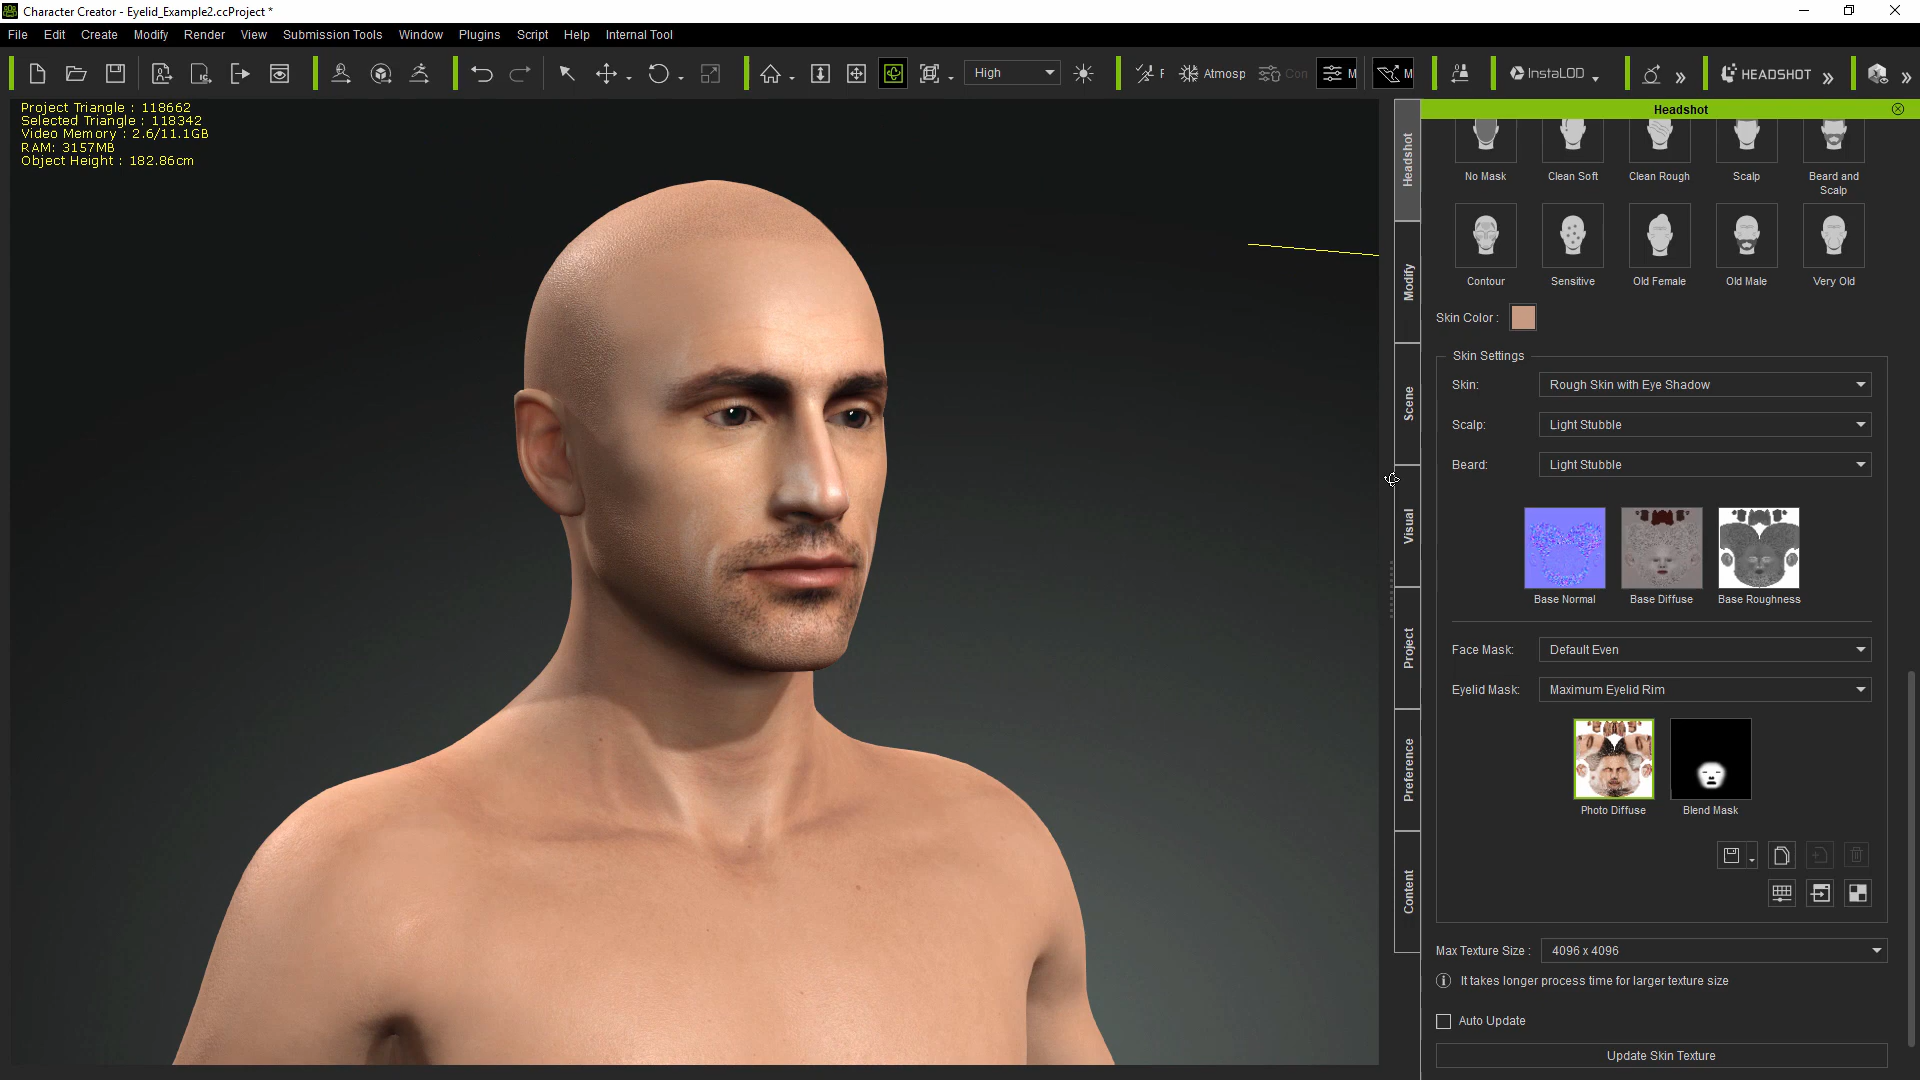 Character Creator - Eyelid_Example2.ccProject *
File Edit Create Modify Render View Submission Tools Window Plugins Script Help Internal Tool
High F Atmosp Con M M InstaLOD HEADSHOT
Project Triangle : 118662
Selected Triangle : 118342
Video Memory : 2.6/11.1GB
RAM: 3157MB
Object Height : 182.86cm
Headshot
Modify
Scene
Visual
Project
Preference
Content
Headshot
No Mask Clean Soft Clean Rough Scalp Beard and
Scalp
Contour Sensitive Old Female Old Male Very Old
Skin Color :
Skin Settings
Skin: Rough Skin with Eye Shadow
Scalp: Light Stubble
Beard: Light Stubble
Base Normal Base Diffuse Base Roughness
Face Mask: Default Even
Eyelid Mask: Maximum Eyelid Rim
Photo Diffuse Blend Mask
Max Texture Size : 4096 x 4096
It takes longer process time for larger texture size
Auto Update
Update Skin Texture